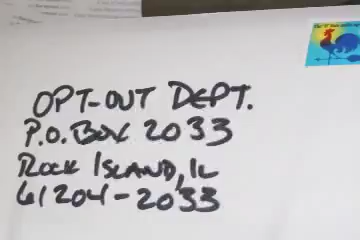 OPT-OUT DEPT.
P.O. BOX 2033
ROCK ISLAND, IL
61204-2033